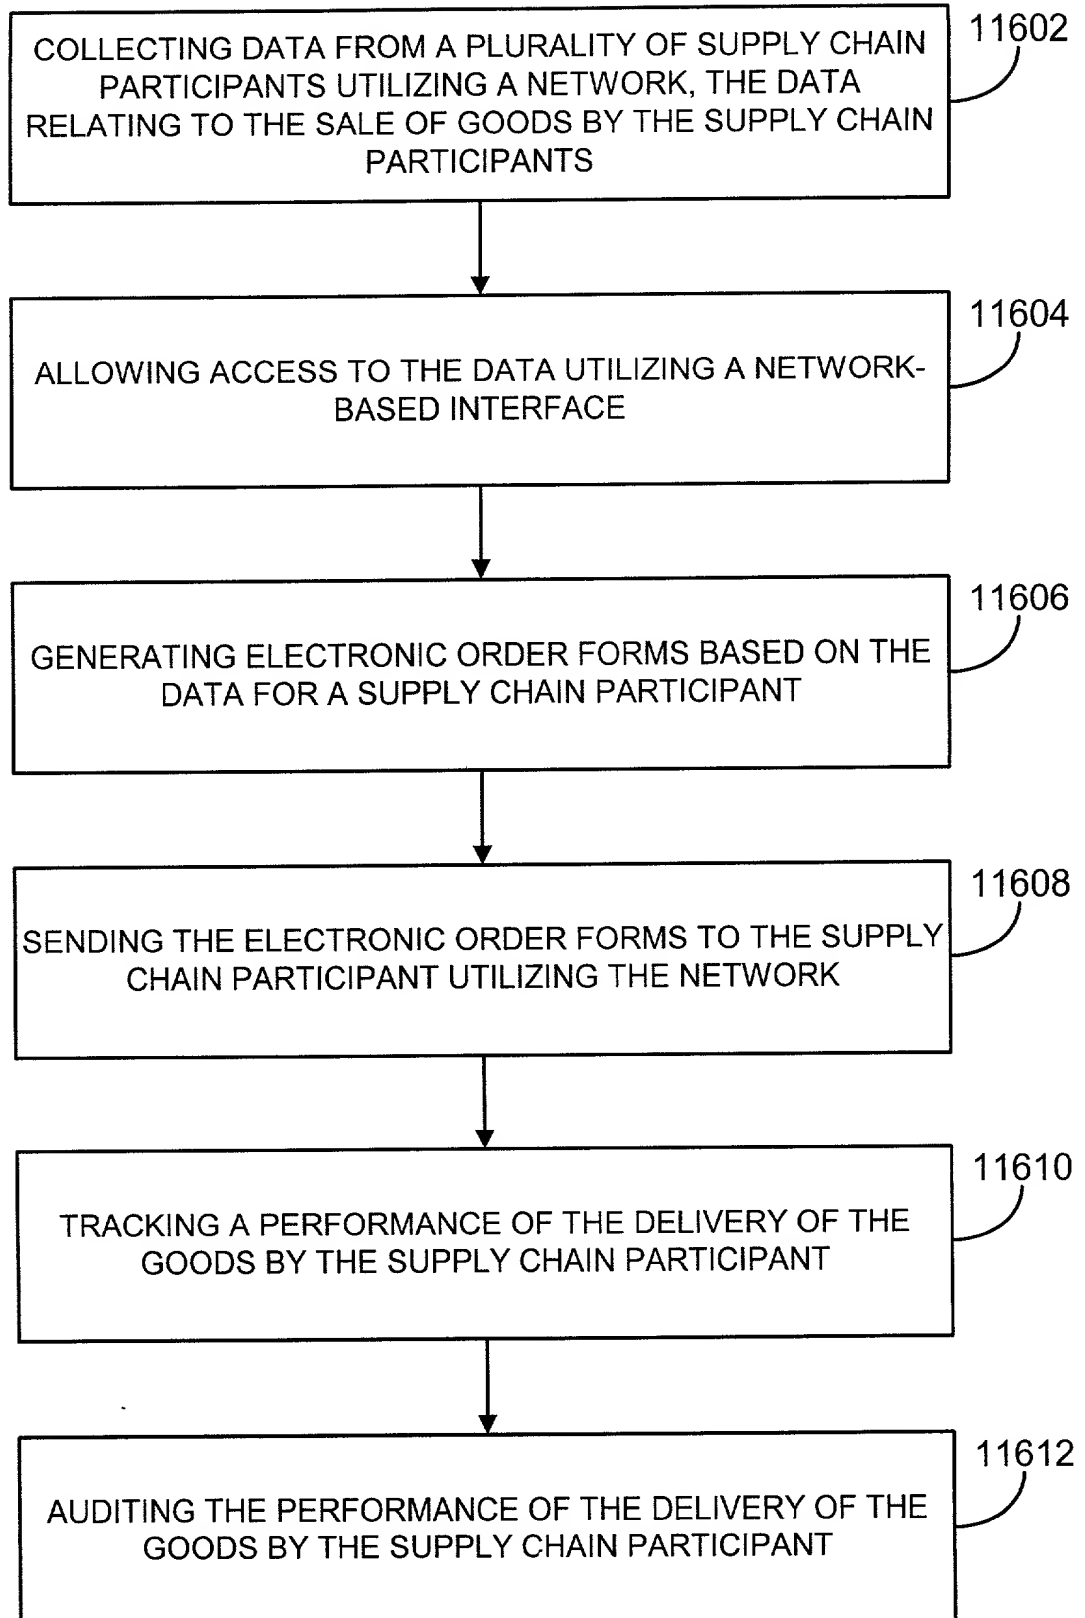 COLLECTING DATA FROM A PLURALITY OF SUPPLY CHAIN
PARTICIPANTS UTILIZING A NETWORK, THE DATA
RELATING TO THE SALE OF GOODS BY THE SUPPLY CHAIN
PARTICIPANTS
11602
ALLOWING ACCESS TO THE DATA UTILIZING A NETWORK-
BASED INTERFACE
11604
GENERATING ELECTRONIC ORDER FORMS BASED ON THE
DATA FOR A SUPPLY CHAIN PARTICIPANT
11606
SENDING THE ELECTRONIC ORDER FORMS TO THE SUPPLY
CHAIN PARTICIPANT UTILIZING THE NETWORK
11608
TRACKING A PERFORMANCE OF THE DELIVERY OF THE
GOODS BY THE SUPPLY CHAIN PARTICIPANT
11610
AUDITING THE PERFORMANCE OF THE DELIVERY OF THE
GOODS BY THE SUPPLY CHAIN PARTICIPANT
11612